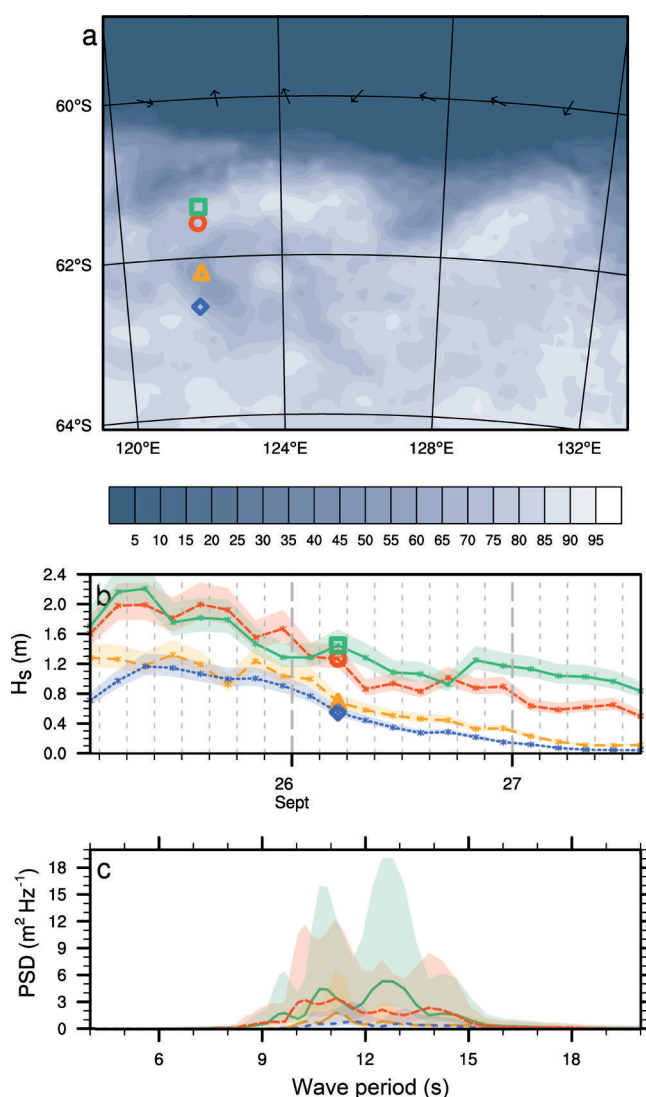 a
60°S
62°S
64°S
120°E 124°E 128°E 132°E
5 10 15 20 25 30 35 40 45 50 55 60 65 70 75 80 85 90 95
b
2.4
2.0
1.6
1.2
0.8
0.4
0.0
Hs (m)
26 27
Sept
c
18
15
12
9
6
3
0
PSD (m² Hz⁻¹)
6 9 12 15 18
Wave period (s)